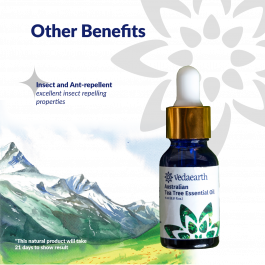 Other Benefits
Insect and Ant-repellent
excellent insect repelling
properties
Vedaearth
Australian
Tea Tree Essential Oil
*This natural product will take
21 days to show result